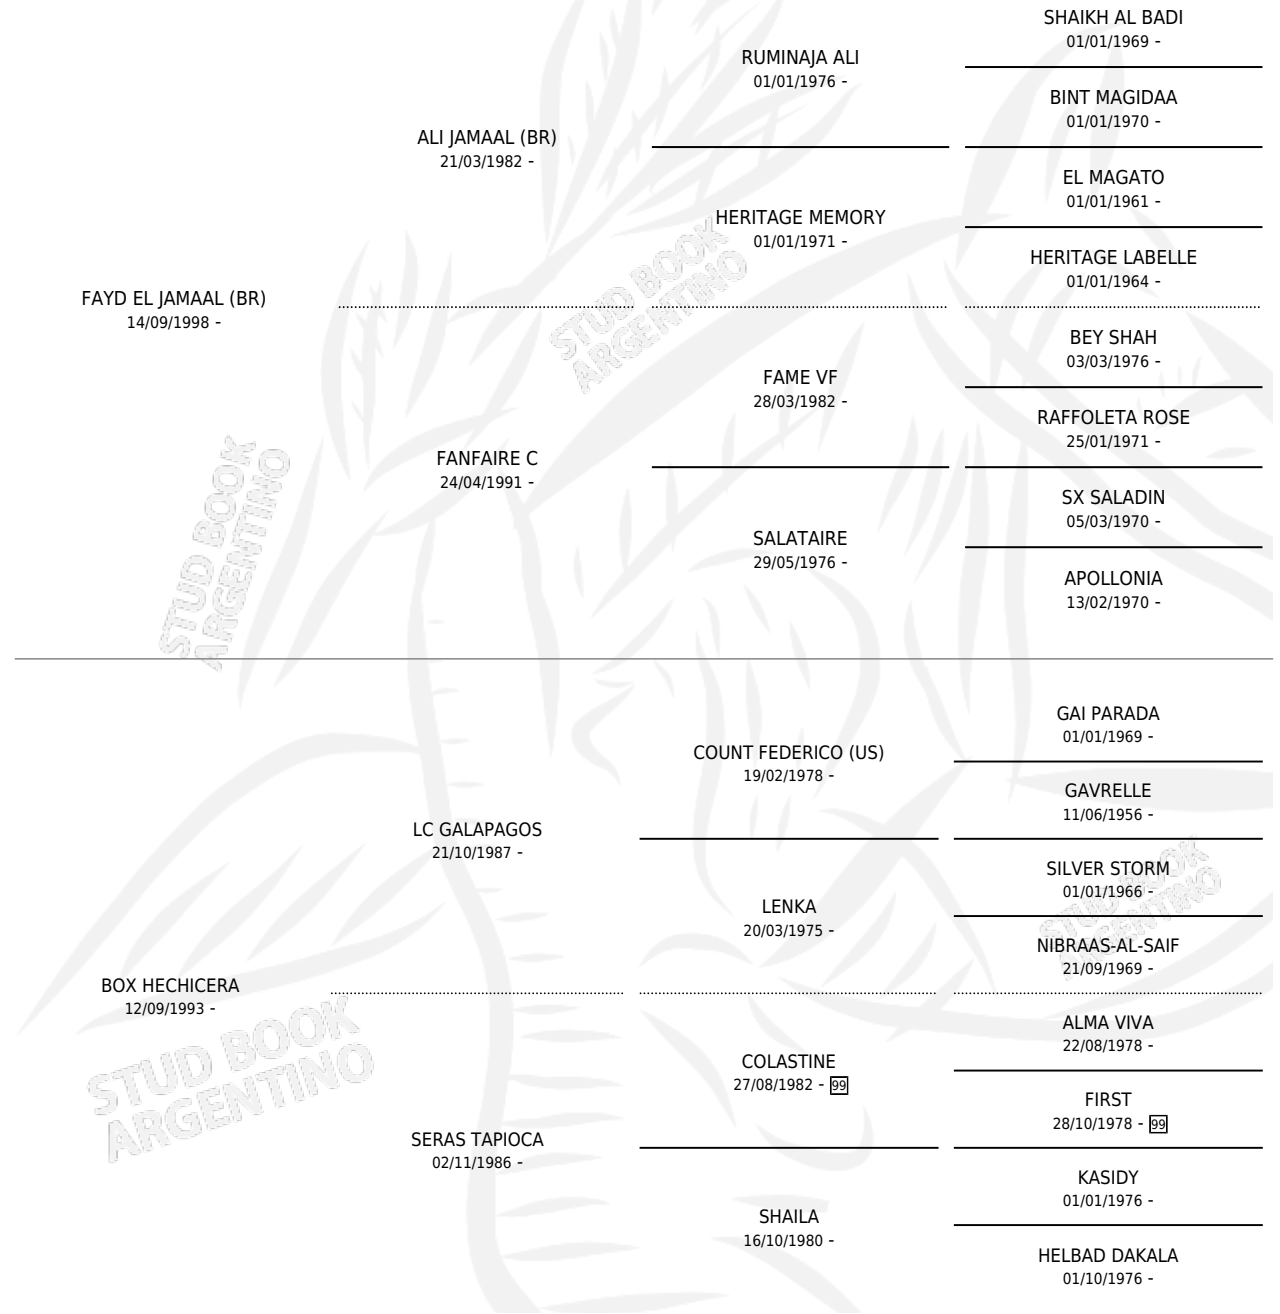 SHAIKH AL BADI
01/01/1969 -
RUMINAJA ALI
01/01/1976 -
BINT MAGIDAA
01/01/1970 -
ALI JAMAAL (BR)
21/03/1982 -
EL MAGATO
01/01/1961 -
HERITAGE MEMORY
01/01/1971 -
HERITAGE LABELLE
01/01/1964 -
FAYD EL JAMAAL (BR)
14/09/1998 -
BEY SHAH
03/03/1976 -
FAME VF
28/03/1982 -
RAFFOLETA ROSE
25/01/1971 -
FANFAIRE C
24/04/1991 -
SX SALADIN
05/03/1970 -
SALATAIRE
29/05/1976 -
APOLLONIA
13/02/1970 -
STUD BOOK
ARGENTINO
STUD BOOK
ARGENTINO
GAI PARADA
01/01/1969 -
COUNT FEDERICO (US)
19/02/1978 -
GAVRELLE
11/06/1956 -
LC GALAPAGOS
21/10/1987 -
SILVER STORM
01/01/1966 -
LENKA
20/03/1975 -
NIBRAAS-AL-SAIF
21/09/1969 -
BOX HECHICERA
12/09/1993 -
ALMA VIVA
22/08/1978 -
COLASTINE
27/08/1982 - 99
FIRST
28/10/1978 - 99
SERAS TAPIOCA
02/11/1986 -
KASIDY
01/01/1976 -
SHAILA
16/10/1980 -
HELBAD DAKALA
01/10/1976 -
STUD BOOK
ARGENTINO
STUD BOOK
ARGENTINO